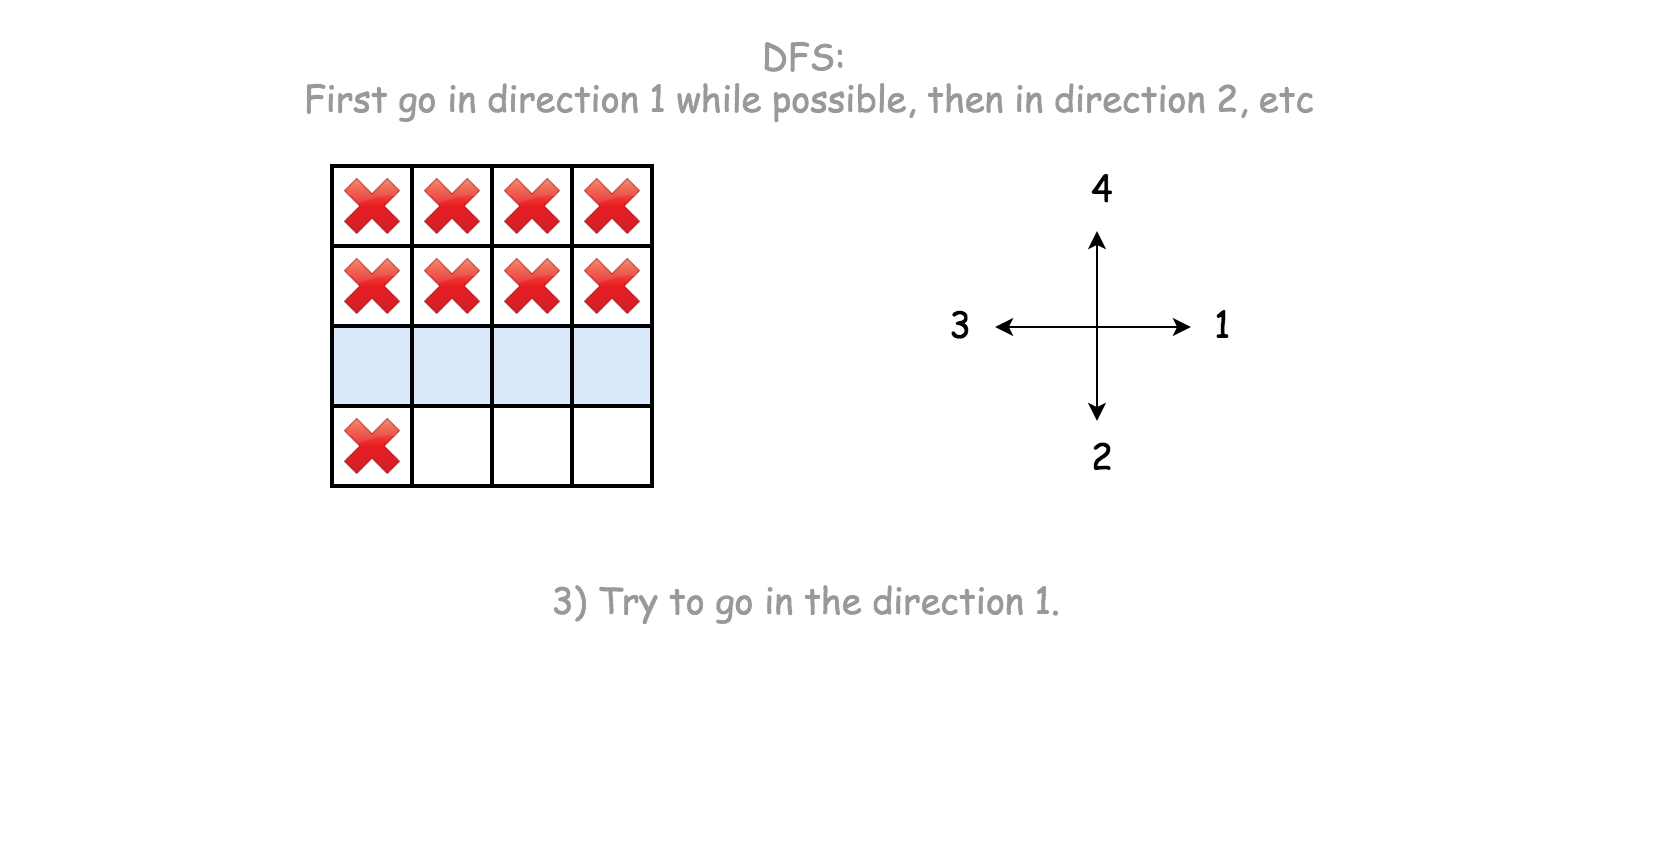 DFS:
First go in direction 1 while possible, then in direction 2, etc
4
3
1
2
3) Try to go in the direction 1.